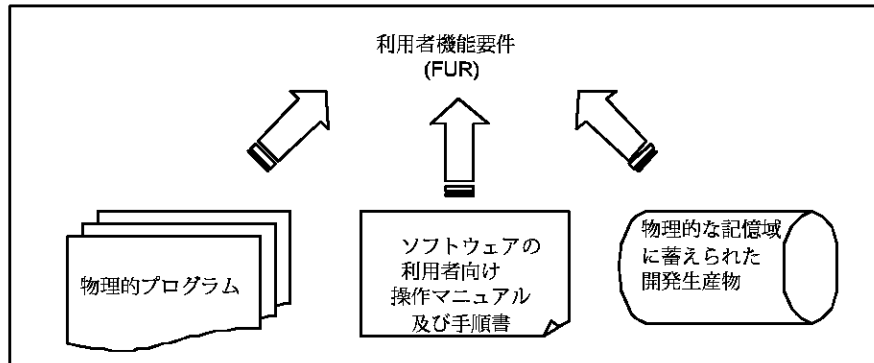 利用者機能要件
(FUR)
物理的プログラム
ソフトウェアの
利用者向け
操作マニュアル
及び手順書
物理的な記憶域
に蓄えられた
開発生産物